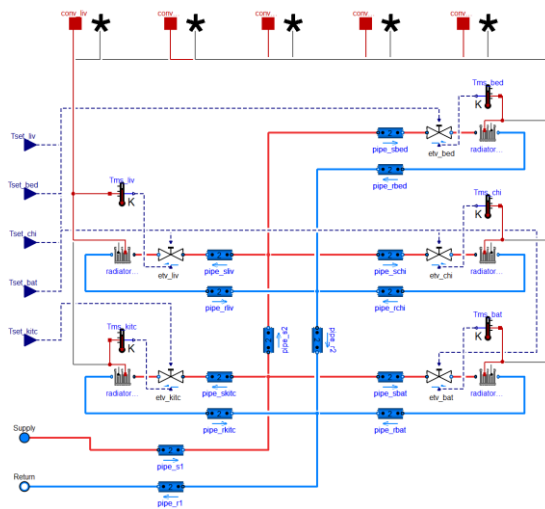 conv_liv
conv
conv
conv
conv
Tms_bed
K
Tset_liv
pipe_sbed
etv_bed
radiator...
pipe_rbed
Tset_bed
Tms_liv
K
Tms_chi
K
Tset_chi
radiator...
etv_liv
pipe_sliv
pipe_schi
etv_chi
radiator...
Tset_bat
pipe_rliv
pipe_rchi
Tset_kitc
Tms_kitc
K
pipe_s2
pipe_r2
Tms_bat
K
radiator...
etv_kitc
pipe_skitc
pipe_sbat
etv_bat
radiator...
pipe_rkitc
pipe_rbat
Supply
2
pipe_s1
Return
2
pipe_r1